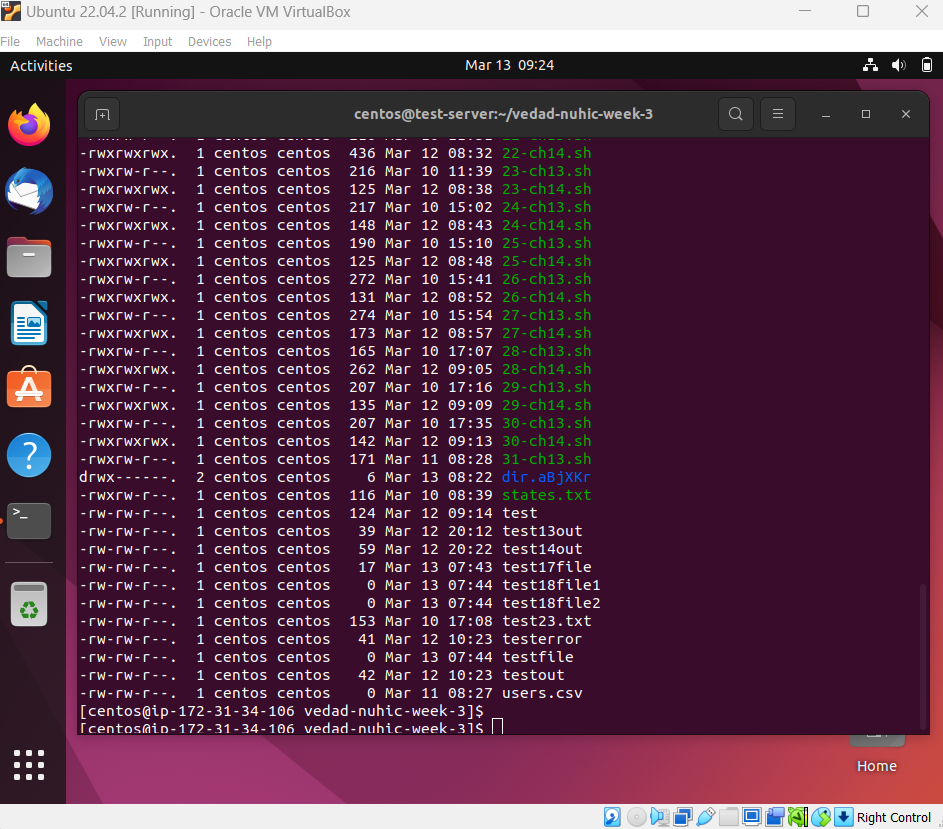 Ubuntu 22.04.2 [Running] - Oracle VM VirtualBox
File Machine View Input Devices Help
Activities Mar 13 09:24
centos@test-server:~/vedad-nuhic-week-3
-rwxrwxrwx. 1 centos centos 436 Mar 12 08:32 22-ch14.sh
-rwxrw-r--. 1 centos centos 216 Mar 10 11:39 23-ch13.sh
-rwxrwxrwx. 1 centos centos 125 Mar 12 08:38 23-ch14.sh
-rwxrw-r--. 1 centos centos 217 Mar 10 15:02 24-ch13.sh
-rwxrwxrwx. 1 centos centos 148 Mar 12 08:43 24-ch14.sh
-rwxrw-r--. 1 centos centos 190 Mar 10 15:10 25-ch13.sh
-rwxrwxrwx. 1 centos centos 125 Mar 12 08:48 25-ch14.sh
-rwxrw-r--. 1 centos centos 272 Mar 10 15:41 26-ch13.sh
-rwxrwxrwx. 1 centos centos 131 Mar 12 08:52 26-ch14.sh
-rwxrw-r--. 1 centos centos 274 Mar 10 15:54 27-ch13.sh
-rwxrwxrwx. 1 centos centos 173 Mar 12 08:57 27-ch14.sh
-rwxrw-r--. 1 centos centos 165 Mar 10 17:07 28-ch13.sh
-rwxrwxrwx. 1 centos centos 262 Mar 12 09:05 28-ch14.sh
-rwxrw-r--. 1 centos centos 207 Mar 10 17:16 29-ch13.sh
-rwxrwxrwx. 1 centos centos 135 Mar 12 09:09 29-ch14.sh
-rwxrw-r--. 1 centos centos 207 Mar 10 17:35 30-ch13.sh
-rwxrwxrwx. 1 centos centos 142 Mar 12 09:13 30-ch14.sh
-rwxrw-r--. 1 centos centos 171 Mar 11 08:28 31-ch13.sh
drwx------. 2 centos centos 6 Mar 13 08:22 dir.aBjXKr
-rwxrw-r--. 1 centos centos 116 Mar 10 08:39 states.txt
-rw-rw-r--. 1 centos centos 124 Mar 12 09:14 test
-rw-rw-r--. 1 centos centos 39 Mar 12 20:12 test13out
-rw-rw-r--. 1 centos centos 59 Mar 12 20:22 test14out
-rw-rw-r--. 1 centos centos 17 Mar 13 07:43 test17file
-rw-rw-r--. 1 centos centos 0 Mar 13 07:44 test18file1
-rw-rw-r--. 1 centos centos 0 Mar 13 07:44 test18file2
-rw-rw-r--. 1 centos centos 153 Mar 10 17:08 test23.txt
-rw-rw-r--. 1 centos centos 41 Mar 12 10:23 testerror
-rw-rw-r--. 1 centos centos 0 Mar 13 07:44 testfile
-rw-rw-r--. 1 centos centos 42 Mar 12 10:23 testout
-rw-rw-r--. 1 centos centos 0 Mar 11 08:27 users.csv
[centos@ip-172-31-34-106 vedad-nuhic-week-3]$
[centos@ip-172-31-34-106 vedad-nuhic-week-3]$
Home
Right Control